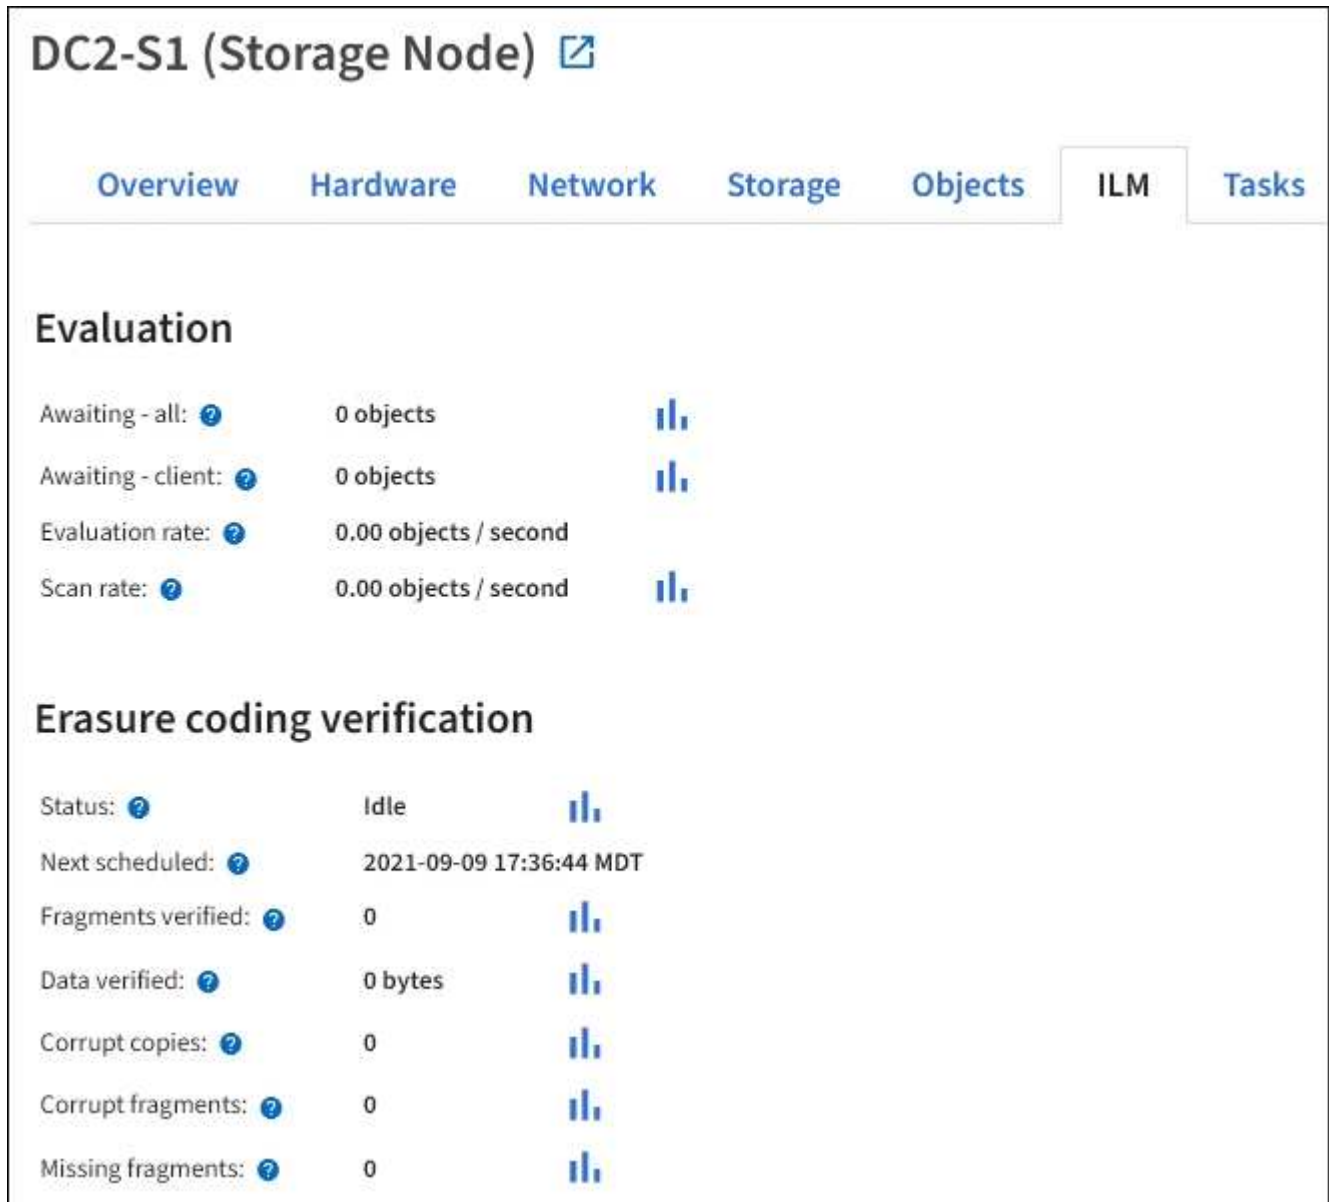 DC2-S1 (Storage Node)
Overview Hardware Network Storage Objects ILM Tasks
Evaluation
Awaiting - all: 0 objects
Awaiting - client: 0 objects
Evaluation rate: 0.00 objects / second
Scan rate: 0.00 objects / second
Erasure coding verification
Status: Idle
Next scheduled: 2021-09-09 17:36:44 MDT
Fragments verified: 0
Data verified: 0 bytes
Corrupt copies: 0
Corrupt fragments: 0
Missing fragments: 0